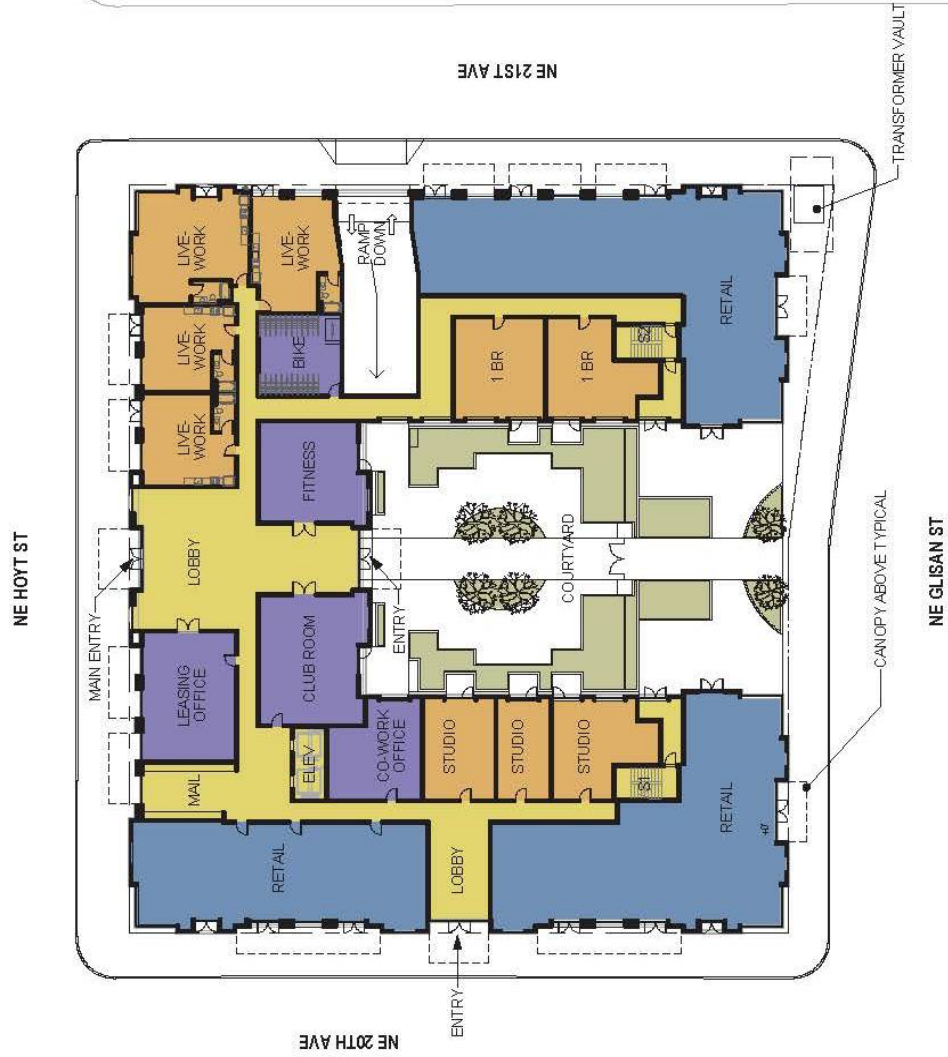 NE 21ST AVE
TRANSFORMER VAULT
LIVE-
WORK
LIVE-
WORK
RAMP
DOWN
LIVE-
WORK
BIKE
1 BR
1 BR
S2
RETAIL
LIVE-
WORK
FITNESS
NE HOYT ST
MAIN ENTRY
LOBBY
ENTRY
COURTYARD
CANOPY ABOVE TYPICAL
NE GLISAN ST
LEASING
OFFICE
CLUB ROOM
MAIL
ELEV
CO-WORK
OFFICE
STUDIO
STUDIO
STUDIO
S1
RETAIL
+0'
RETAIL
LOBBY
ENTRY
NE 20TH AVE